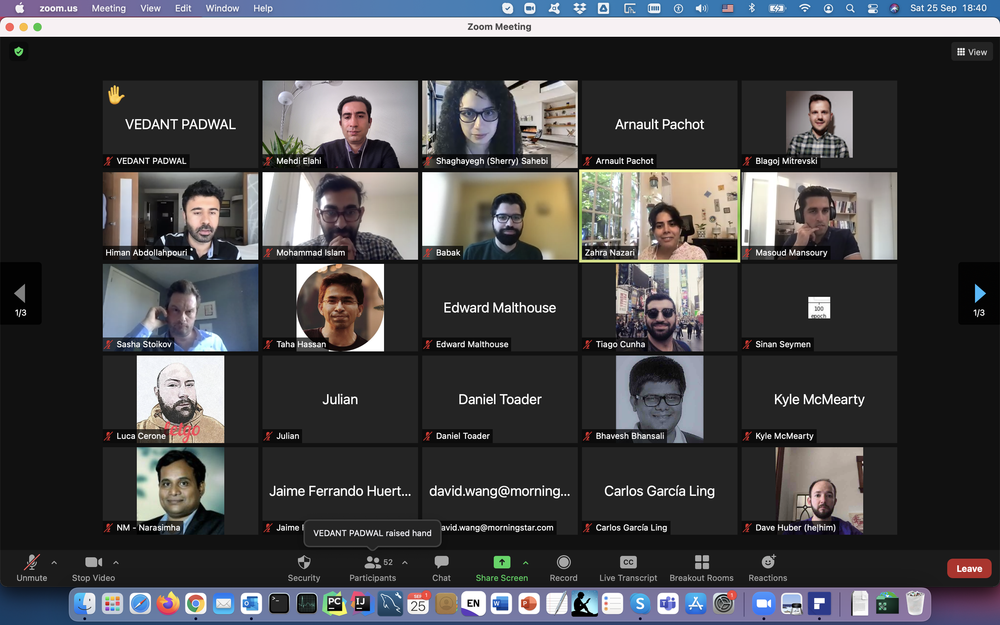 zoom.us Meeting View Edit Window Help Sat 25 Sep 18:40
Zoom Meeting
View
VEDANT PADWAL
VEDANT PADWAL
Mehdi Elahi
Shaghayegh (Sherry) Sahebi
Arnault Pachot
Arnault Pachot
Blagoj Mitrevski
Himan Abdollahpouri
Mohammad Islam
Babak
Zahra Nazari
Masoud Mansoury
1/3
Sasha Stoikov
Taha Hassan
Edward Malthouse
Edward Malthouse
Tiago Cunha
100
epoch
Sinan Seymen
1/3
letgo
Luca Cerone
Julian
Julian
Daniel Toader
Daniel Toader
Bhavesh Bhansali
Kyle McMearty
Kyle McMearty
NM - Narasimha
Jaime Ferrando Huert...
Jaime
david.wang@morning...
avid.wang@morningstar.com
Carlos García Ling
Carlos García Ling
Dave Huber (he|him)
VEDANT PADWAL raised hand
Unmute
Stop Video
Security
52
Participants
Chat
Share Screen
Record
CC
Live Transcript
Breakout Rooms
Reactions
Leave
PC
IJ
SEP
25
1
EN
W
P
S
T
1